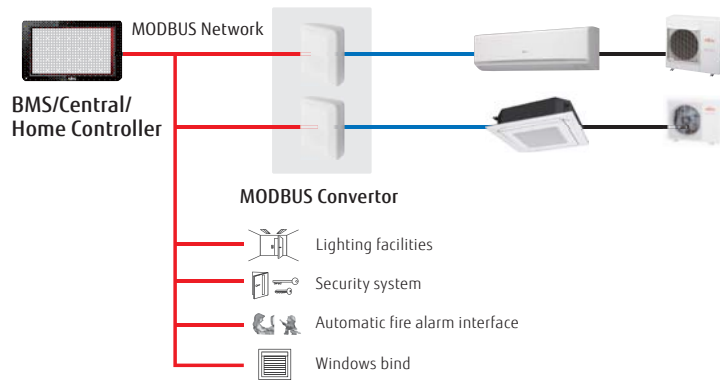 MODBUS Network
BMS/Central/
Home Controller
MODBUS Convertor
Lighting facilities
Security system
Automatic fire alarm interface
Windows bind